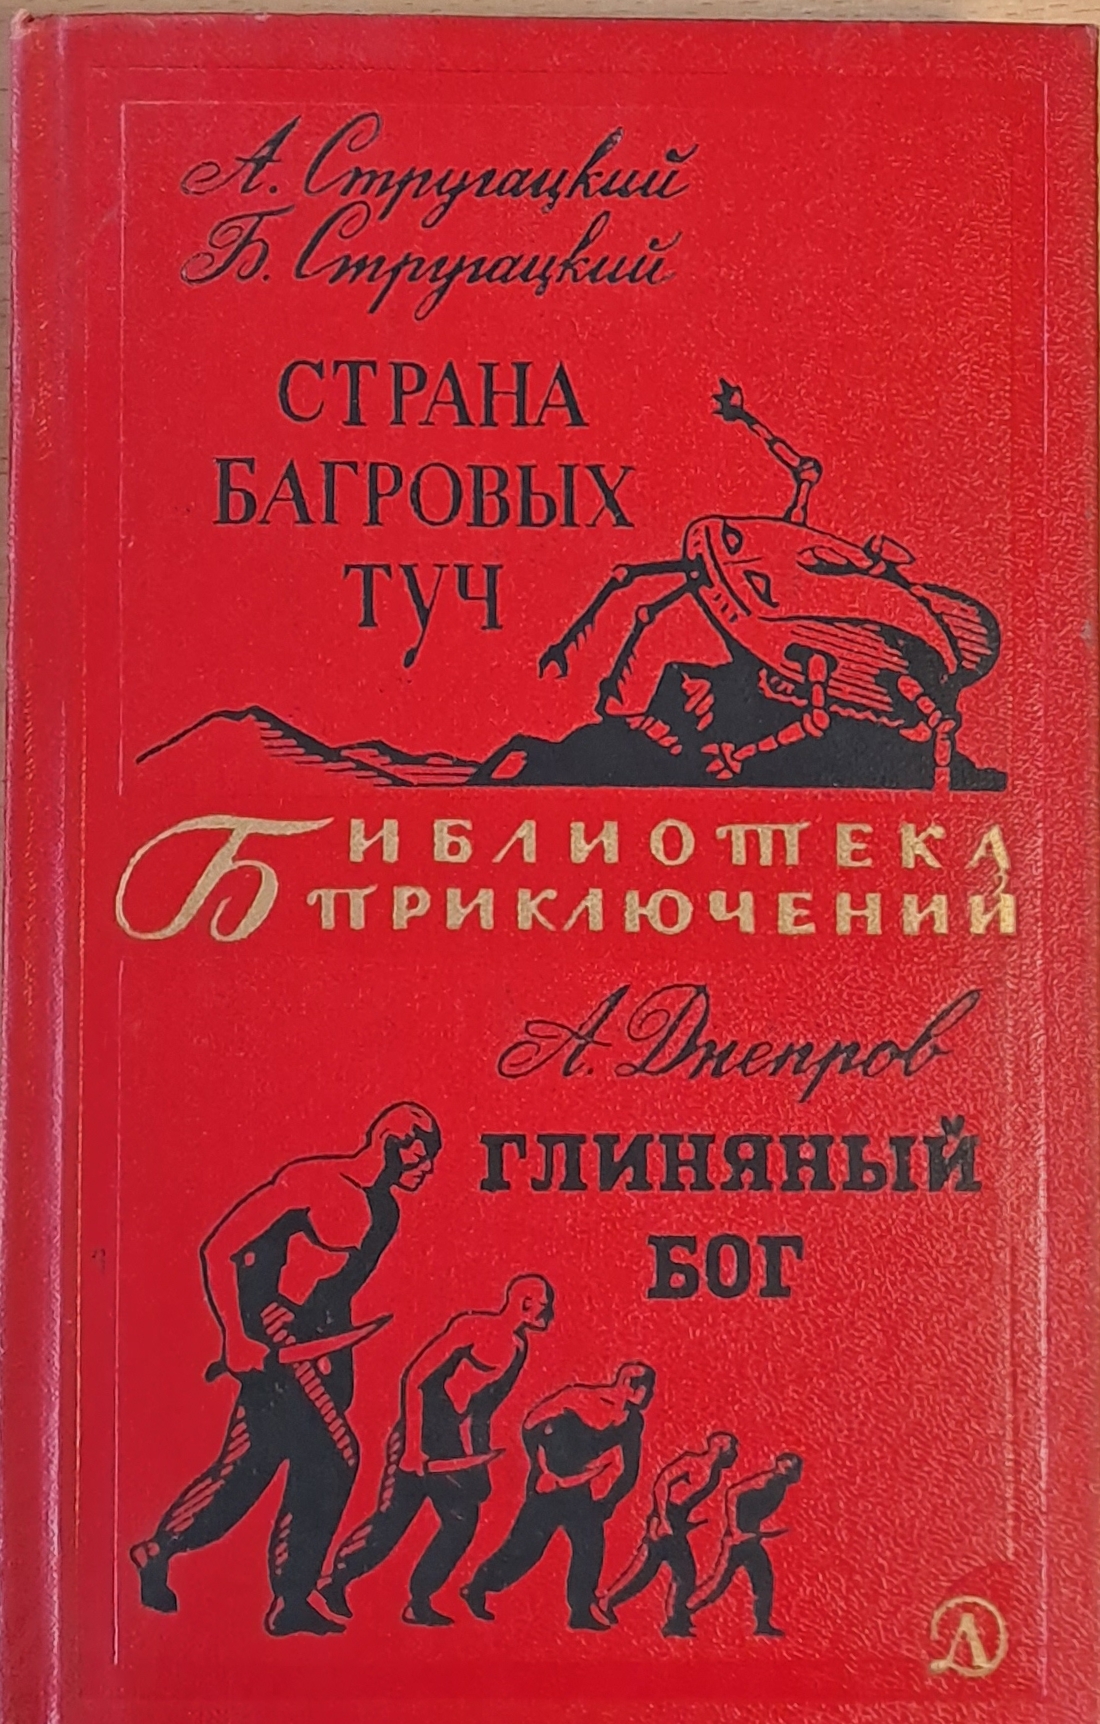 А. Стругацкий
Б. Стругацкий
СТРАНА
БАГРОВЫХ
ТУЧ
БИБЛИОТЕКА
ПРИКЛЮЧЕНИЙ
А. Днепров
ГЛИНЯНЫЙ
БОГ
Д